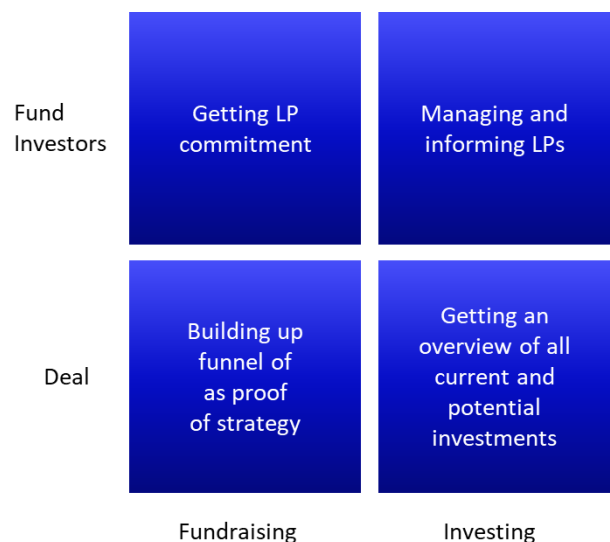 Fund
Investors
Getting LP
commitment
Managing and
informing LPs
Deal
Building up
funnel of
as proof
of strategy
Getting an
overview of all
current and
potential
investments
Fundraising
Investing